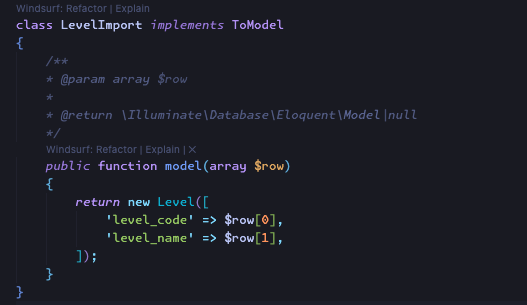 Windsurf: Refactor | Explain
class LevelImport implements ToModel
{
/**
* @param array $row
*
* @return \Illuminate\Database\Eloquent\Model|null
*/
Windsurf: Refactor | Explain | ×
public function model(array $row)
{
return new Level([
'level_code' => $row[0],
'level_name' => $row[1],
]);
}
}